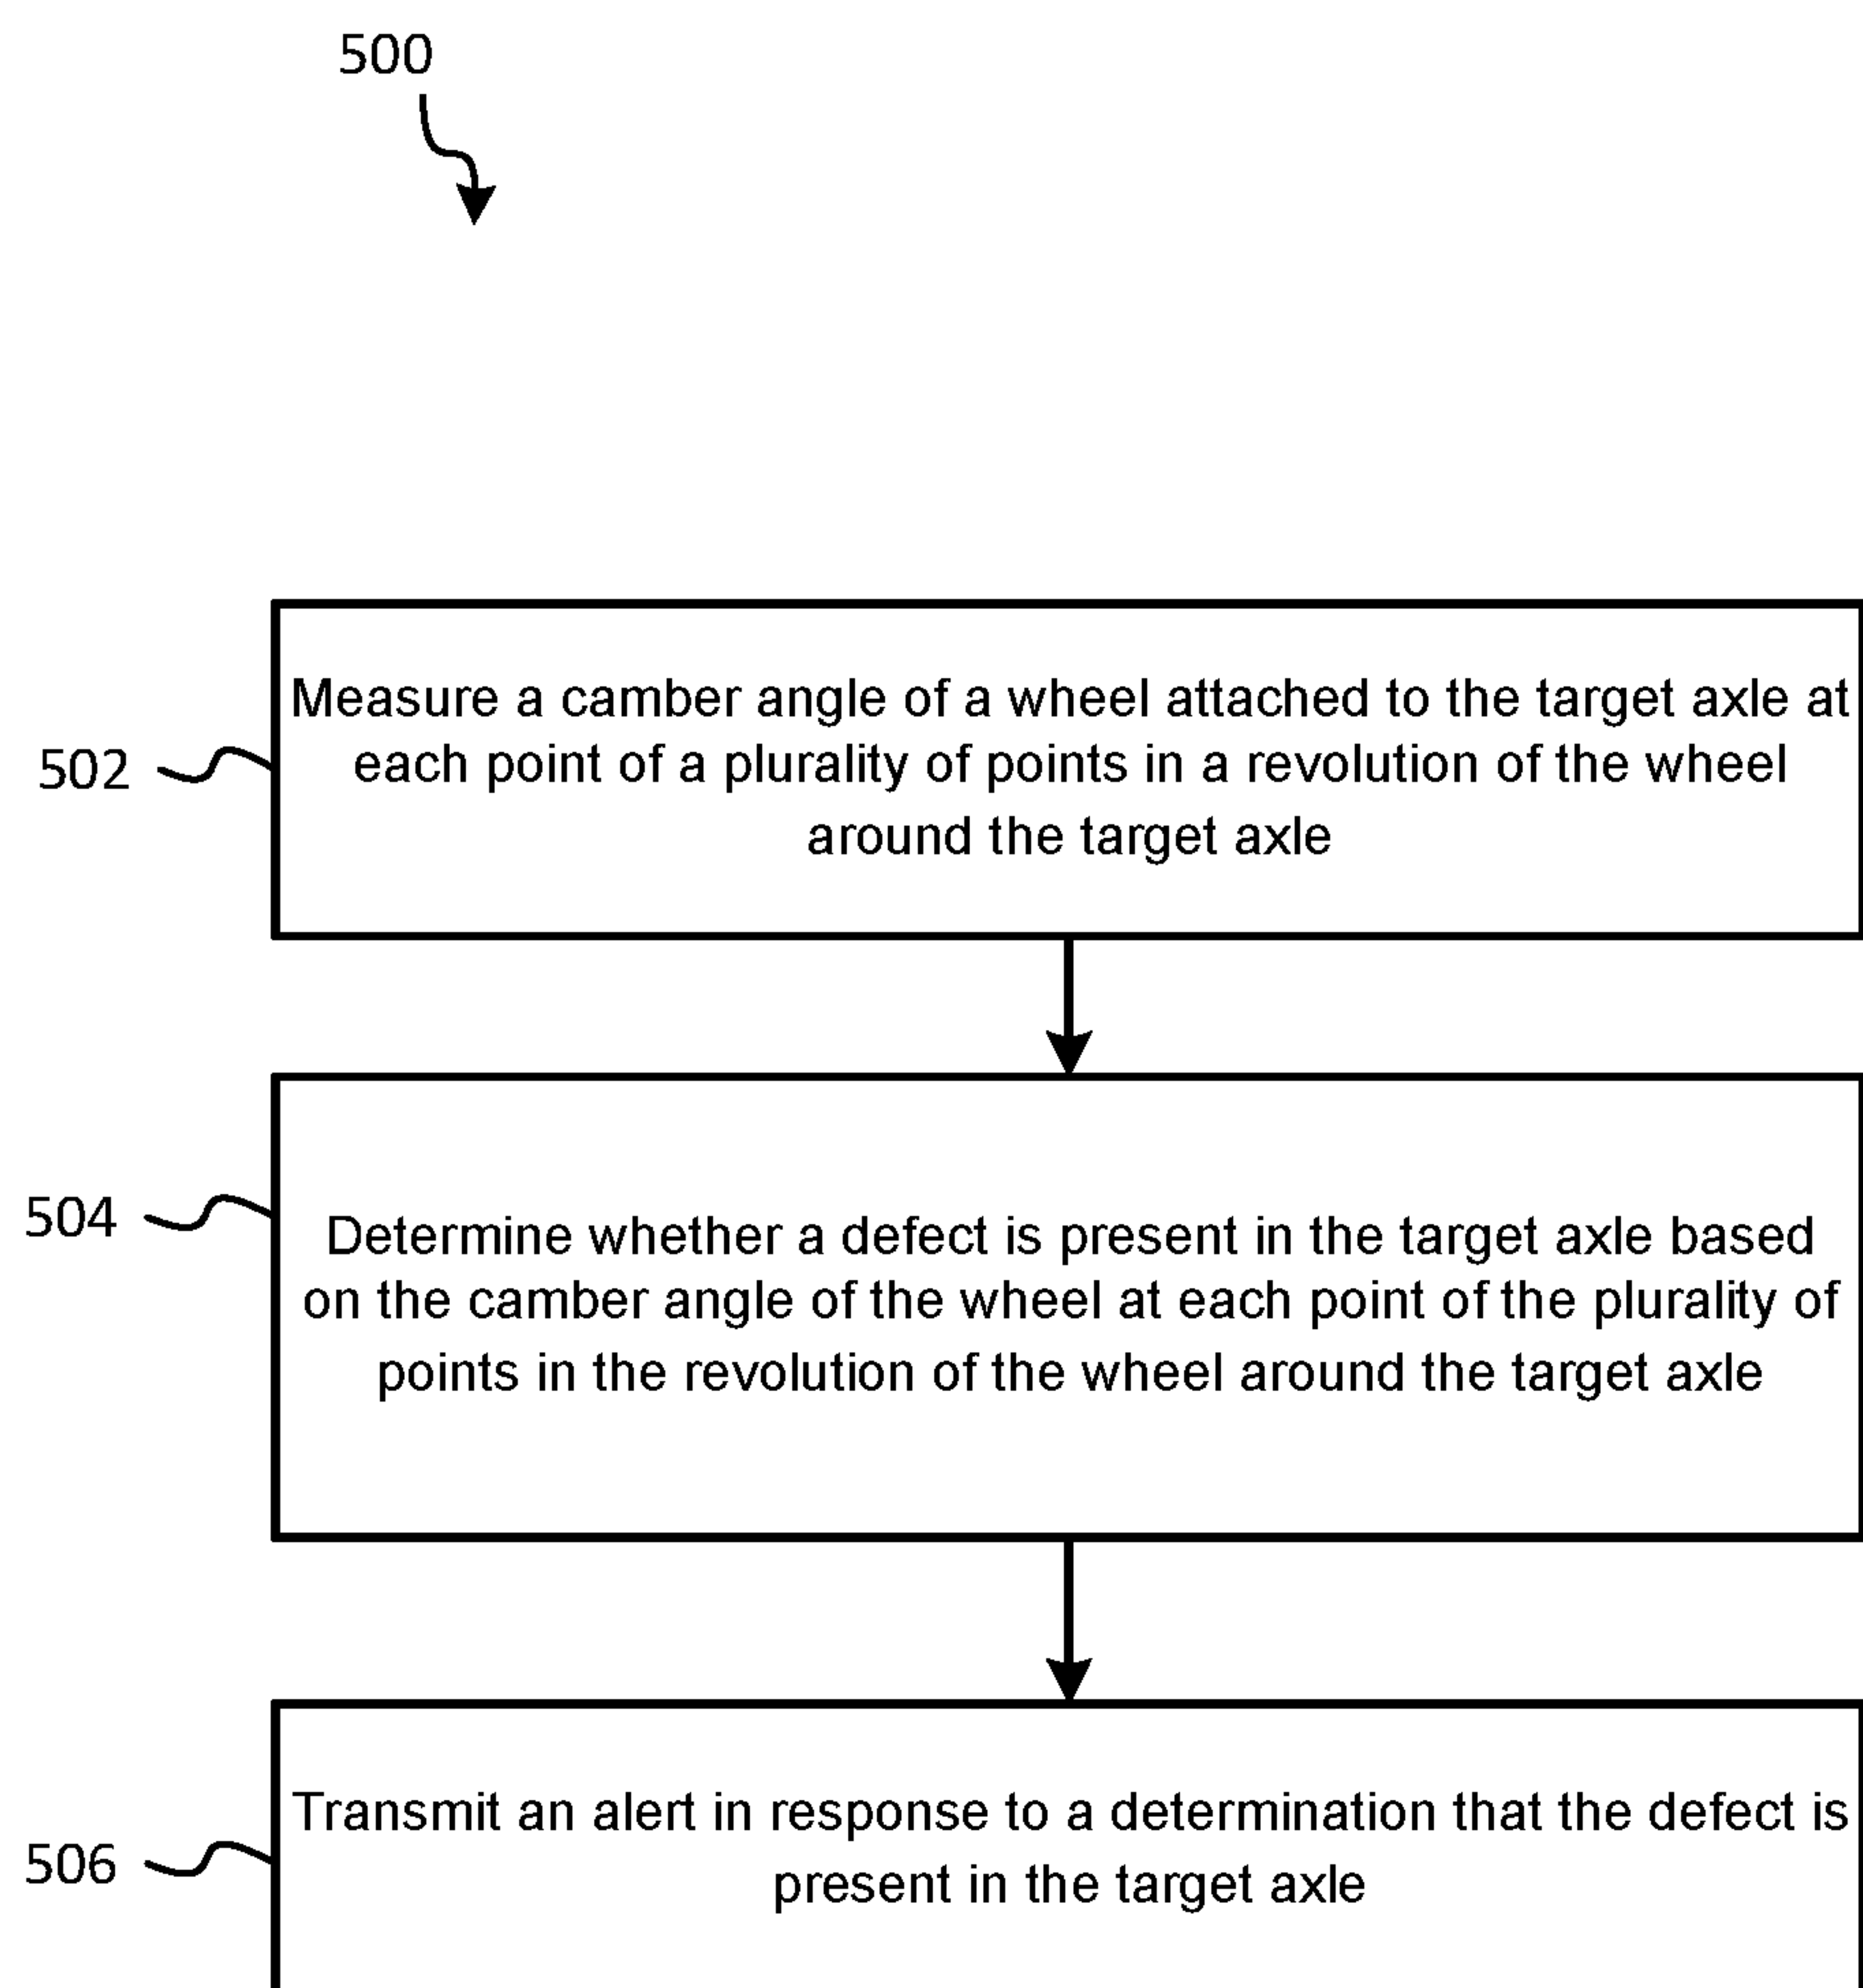 500
502
Measure a camber angle of a wheel attached to the target axle at
each point of a plurality of points in a revolution of the wheel
around the target axle
504
Determine whether a defect is present in the target axle based
on the camber angle of the wheel at each point of the plurality of
points in the revolution of the wheel around the target axle
506
Transmit an alert in response to a determination that the defect is
present in the target axle